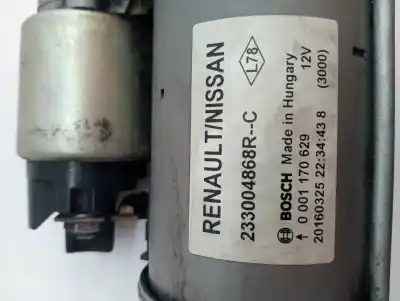 RENAULT/NISSAN
233004868R--C
L78
BOSCH Made in Hungary 12V
↑ 0 001 170 629
20160325 22:34:43 8 (3000)